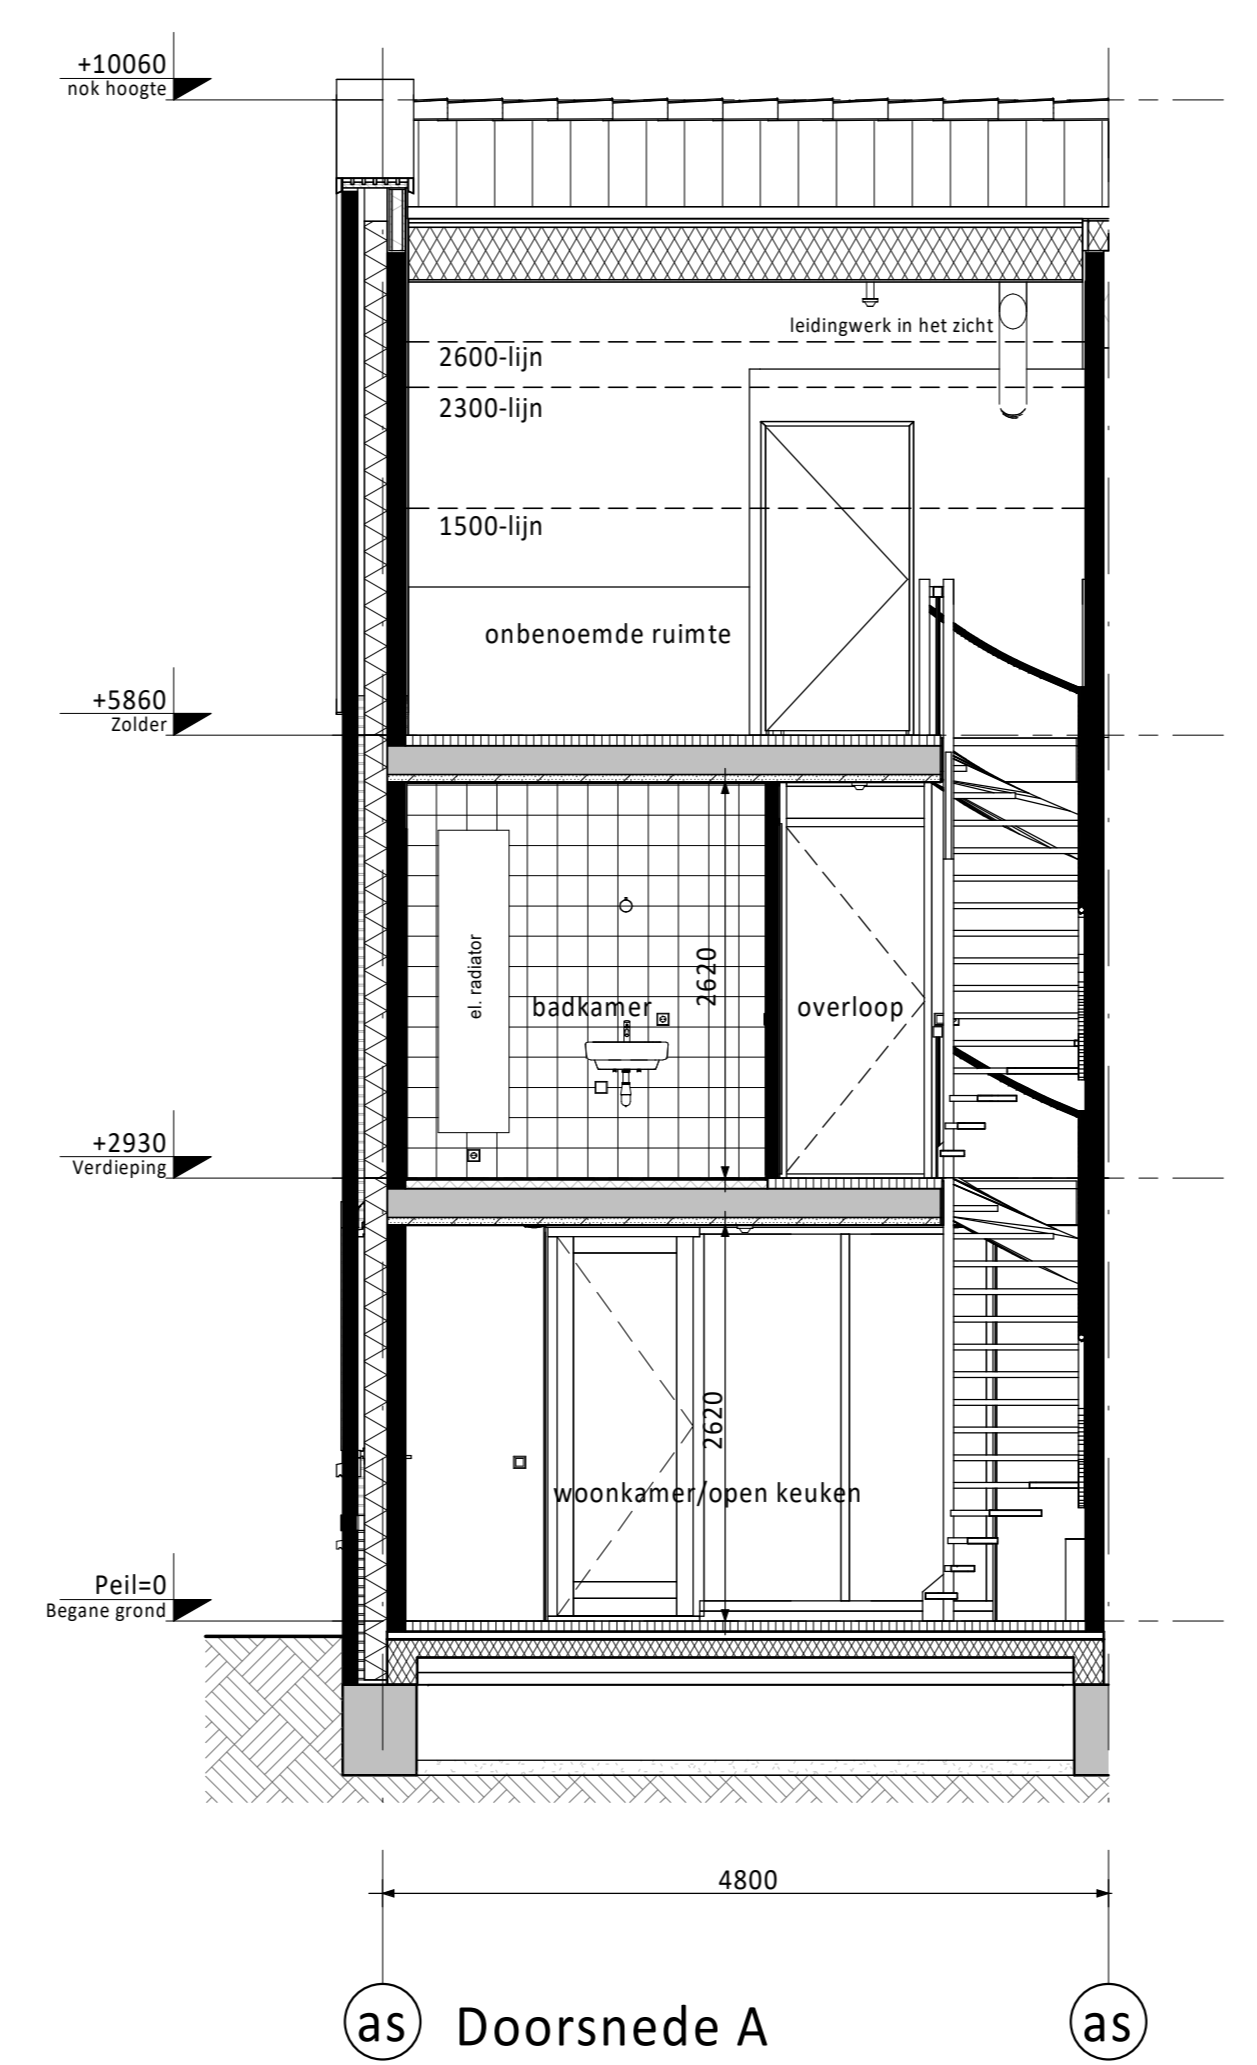 +10060
nok hoogte
leidingwerk in het zicht
2600-lijn
2300-lijn
1500-lijn
onbenoemde ruimte
+5860
Zolder
el. radiator
2620
badkamer
overloop
+2930
Verdieping
2620
woonkamer/open keuken
Peil=0
Begane grond
4800
as
Doorsnede A
as